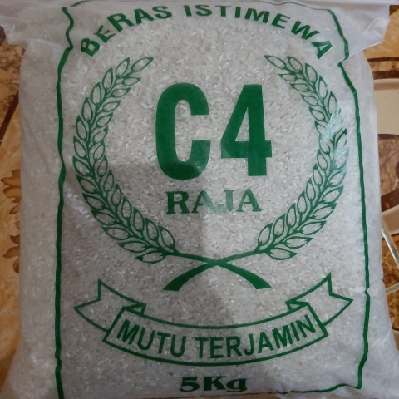 BERAS ISTIMEWA
C4
RAJA
MUTU TERJAMIN
5Kg